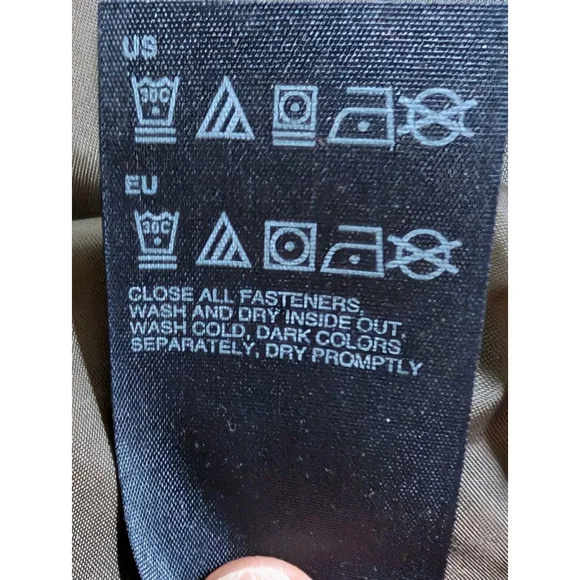 US
30C
EU
30C
CLOSE ALL FASTENERS,
WASH AND DRY INSIDE OUT,
WASH COLD, DARK COLORS
SEPARATELY, DRY PROMPTLY